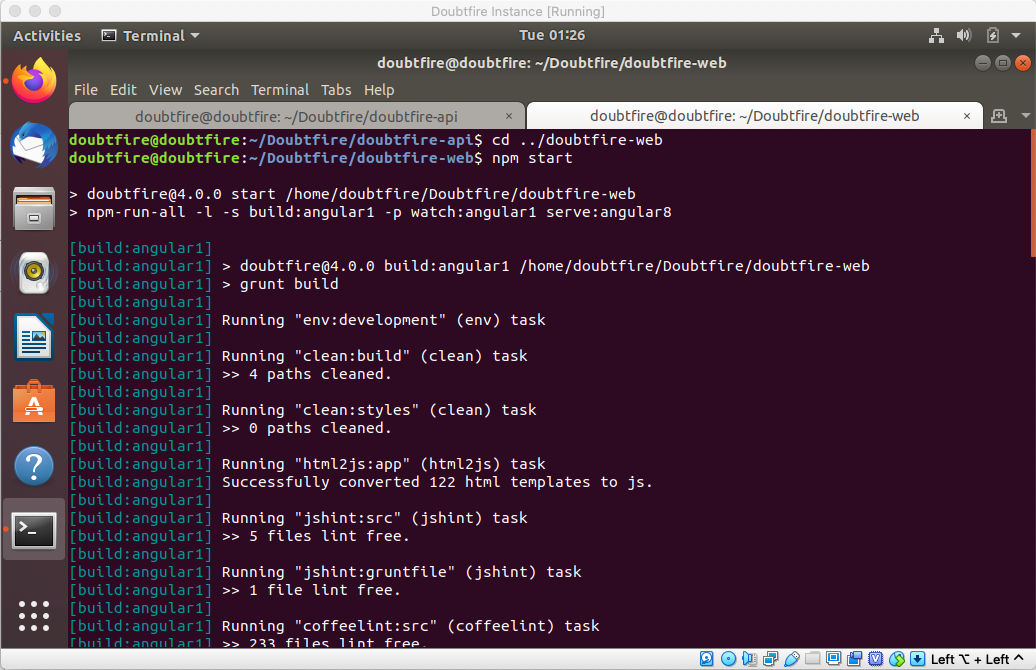 Doubtfire Instance [Running]
Activities Terminal Tue 01:26
doubtfire@doubtfire: ~/Doubtfire/doubtfire-web
File Edit View Search Terminal Tabs Help
doubtfire@doubtfire: ~/Doubtfire/doubtfire-api × doubtfire@doubtfire: ~/Doubtfire/doubtfire-web ×
doubtfire@doubtfire:~/Doubtfire/doubtfire-api$ cd ../doubtfire-web
doubtfire@doubtfire:~/Doubtfire/doubtfire-web$ npm start
> doubtfire@4.0.0 start /home/doubtfire/Doubtfire/doubtfire-web
> npm-run-all -l -s build:angular1 -p watch:angular1 serve:angular8
[build:angular1]
[build:angular1] > doubtfire@4.0.0 build:angular1 /home/doubtfire/Doubtfire/doubtfire-web
[build:angular1] > grunt build
[build:angular1]
[build:angular1] Running "env:development" (env) task
[build:angular1]
[build:angular1] Running "clean:build" (clean) task
[build:angular1] >> 4 paths cleaned.
[build:angular1]
[build:angular1] Running "clean:styles" (clean) task
[build:angular1] >> 0 paths cleaned.
[build:angular1]
[build:angular1] Running "html2js:app" (html2js) task
[build:angular1] Successfully converted 122 html templates to js.
[build:angular1]
[build:angular1] Running "jshint:src" (jshint) task
[build:angular1] >> 5 files lint free.
[build:angular1]
[build:angular1] Running "jshint:gruntfile" (jshint) task
[build:angular1] >> 1 file lint free.
[build:angular1]
[build:angular1] Running "coffeelint:src" (coffeelint) task
[build:angular1] >> 233 files lint free.
Left ⌥ + Left ^